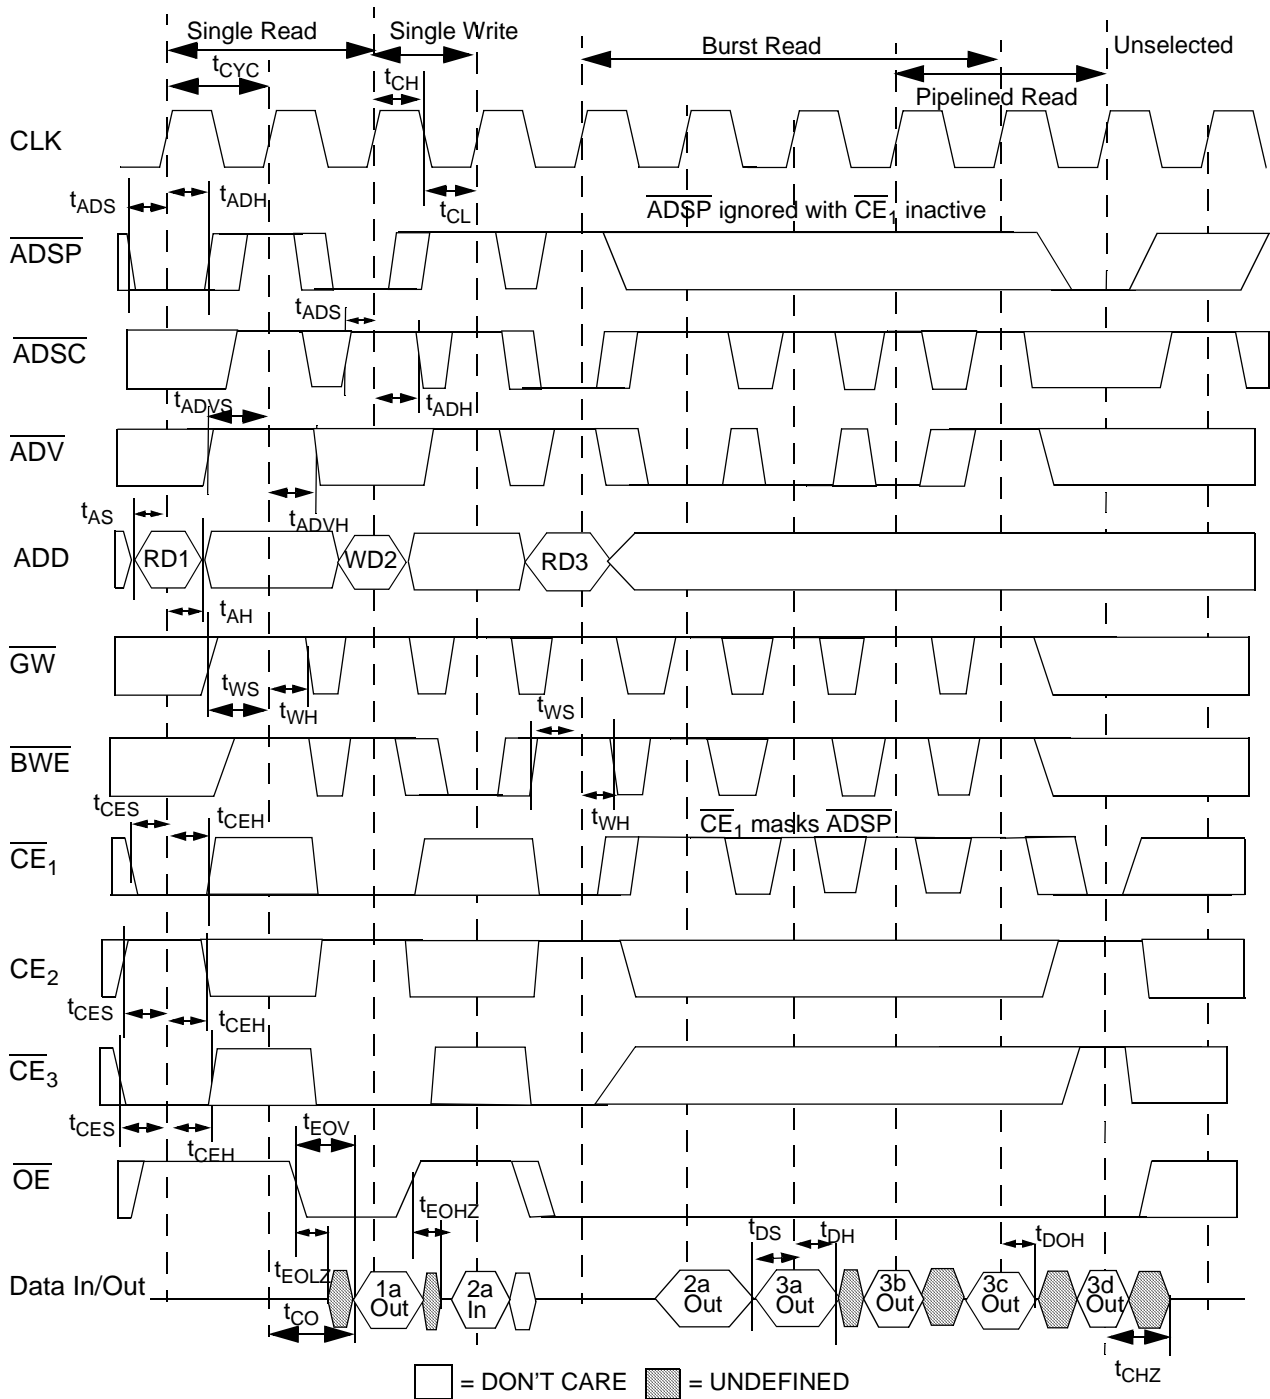 Single Read
Single Write
Burst Read
Unselected
tCYC
tCH
Pipelined Read
CLK
tADS
tADH
tCL
ADSP ignored with CE1 inactive
ADSP
tADS
ADSC
tADVS
tADH
ADV
tAS
tADVH
ADD
RD1
WD2
RD3
tAH
GW
tWS
tWH
tWS
BWE
tCES
tCEH
tWH
CE1 masks ADSP
CE1
CE2
tCES
tCEH
CE3
tCES
tCEH
tEOV
OE
tEOHZ
tDS
tDH
tDOH
Data In/Out
tEOLZ
1a
Out
2a
In
2a
Out
3a
Out
3b
Out
3c
Out
3d
Out
tCO
tCHZ
= DON'T CARE
= UNDEFINED